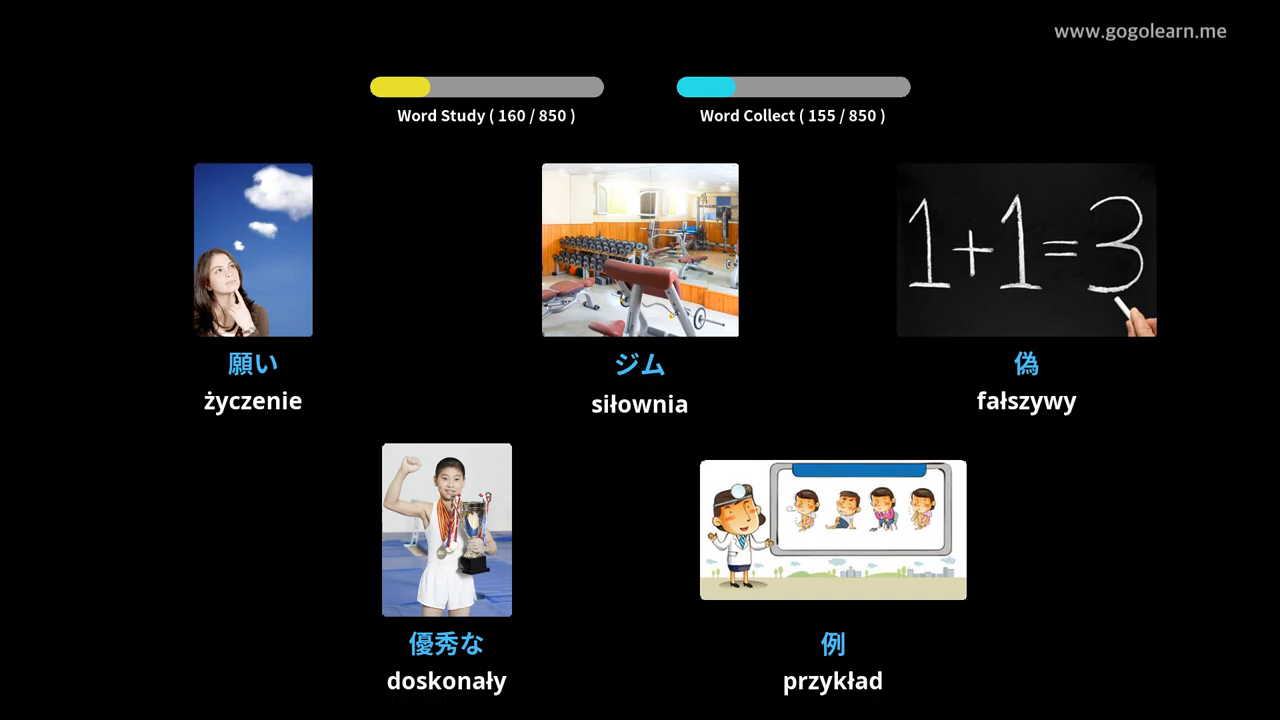 www.gogolearn.me
Word Study ( 160 / 850 )
Word Collect ( 155 / 850 )
1+1=3
願い
życzenie
ジム
siłownia
偽
fałszywy
優秀な
doskonały
例
przykład